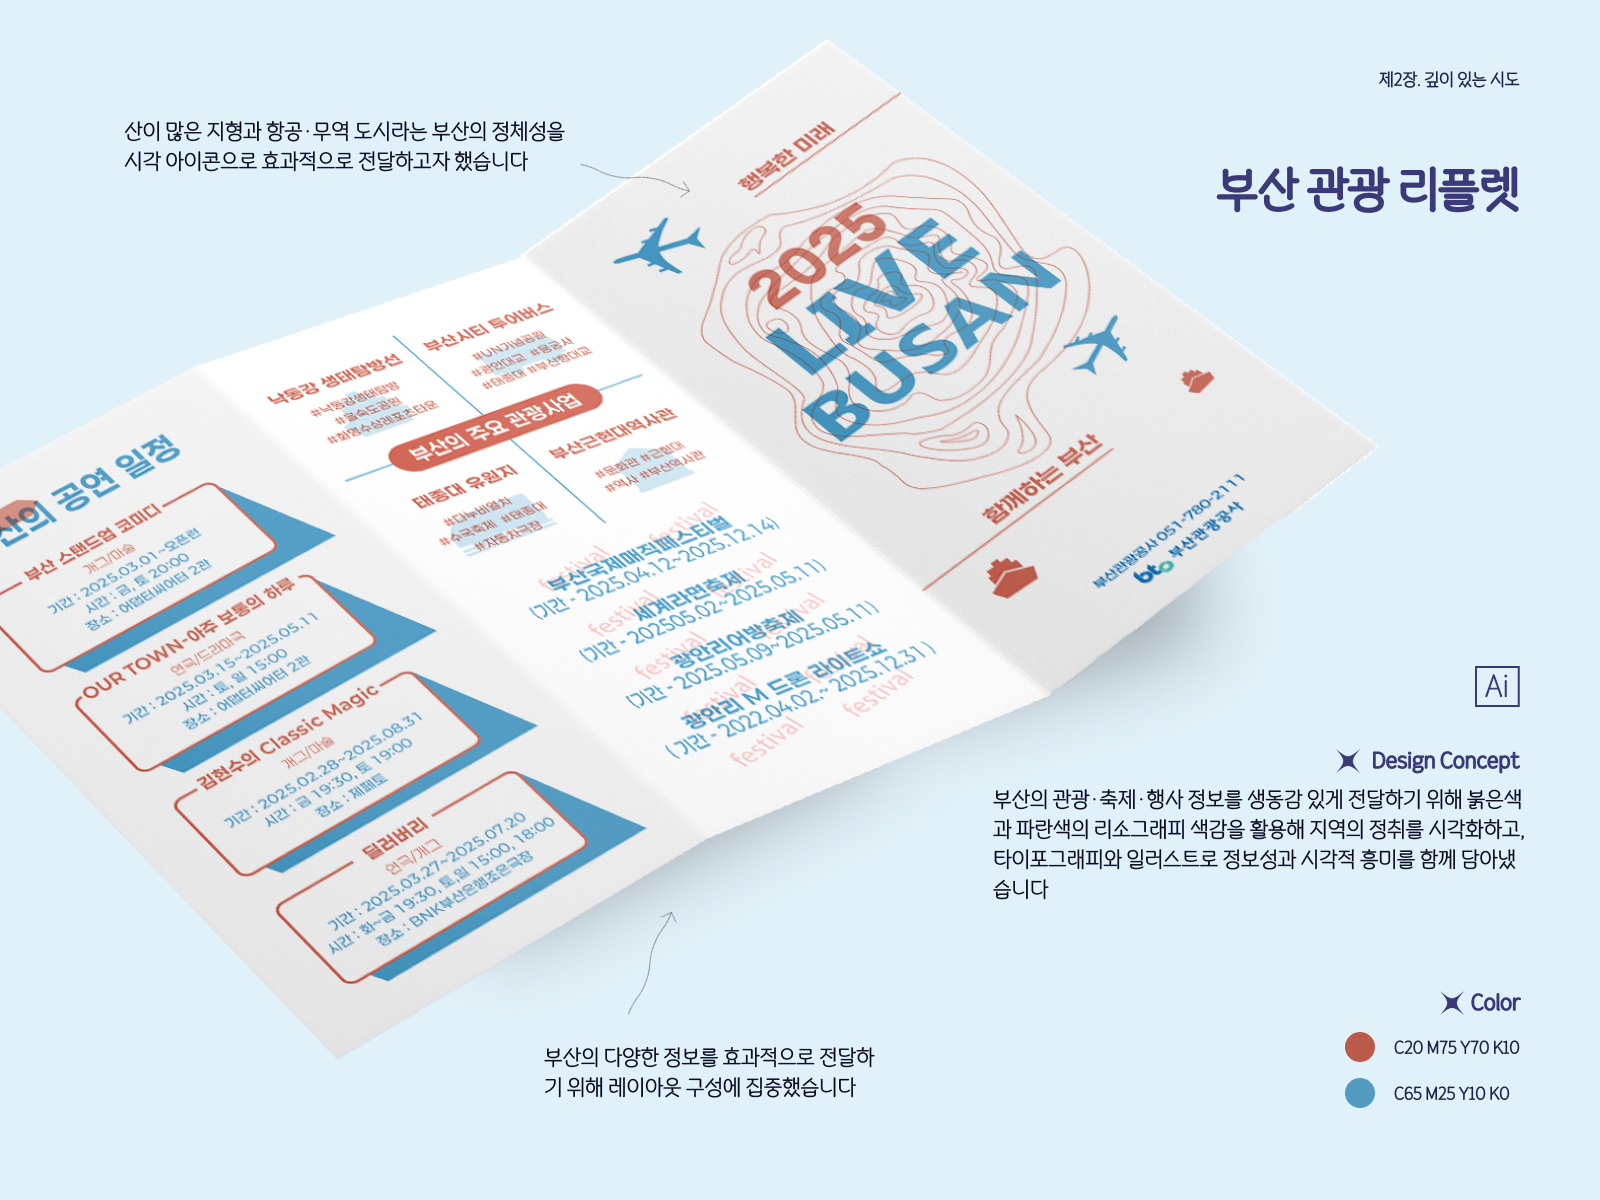 제2장. 깊이 있는 시도
부산 관광 리플렛
산이 많은 지형과 항공·무역 도시라는 부산의 정체성을
시각 아이콘으로 효과적으로 전달하고자 했습니다
행복한 미래
2025
LIVE
BUSAN
함께하는 부산
부산관광공사 051-780-2111
bto 부산관광공사
부산시티 투어버스
#UN기념공원
#광안대교 #용궁사
#태종대 #부산항대교
낙동강 생태탐방선
#낙동강생태탐방
#을숙도공원
#화명수상레포츠타운
부산의 주요 관광사업
부산근현대역사관
#문화관 #근현대
#역사 #부산역사관
태종대 유원지
#다누비열차
#수국축제 #태종대
#자동차극장
festival
festival
부산국제매직페스티벌
(기간 - 2025.04.12~2025.12.14)
festival
festival
세계라면축제
(기간 - 202505.02~2025.05.11)
festival
festival
광안리어방축제
(기간 - 2025.05.09~2025.05.11)
festival
festival
광안리 M 드론 라이트쇼
( 기간 - 2022.04.02.~ 2025.12.31 )
festival
festival
산의 공연 일정
부산 스탠드업 코미디
개그/마술
기간 : 2025.03.01~오픈런
시간 : 금, 토 20:00
장소 : 어댑터씨어터 2관
OUR TOWN-아주 보통의 하루
연극/드라마극
기간 : 2025.03.15~2025.05.11
시간 : 토, 일 15:00
장소 : 어댑터씨어터 2관
김현수의 Classic Magic
개그/마술
기간 : 2025.02.28~2025.08.31
시간 : 금 19:30, 토 19:00
장소 : 제페토
딜러버리
연극/개그
기간 : 2025.03.27~2025.07.20
시간 : 화~금 19:30, 토,일 15:00, 18:00
장소 : BNK부산은행조은극장
Ai
Design Concept
부산의 관광·축제·행사 정보를 생동감 있게 전달하기 위해 붉은색
과 파란색의 리소그래피 색감을 활용해 지역의 정취를 시각화하고,
타이포그래피와 일러스트로 정보성과 시각적 흥미를 함께 담아냈
습니다
Color
C20 M75 Y70 K10
C65 M25 Y10 K0
부산의 다양한 정보를 효과적으로 전달하
기 위해 레이아웃 구성에 집중했습니다